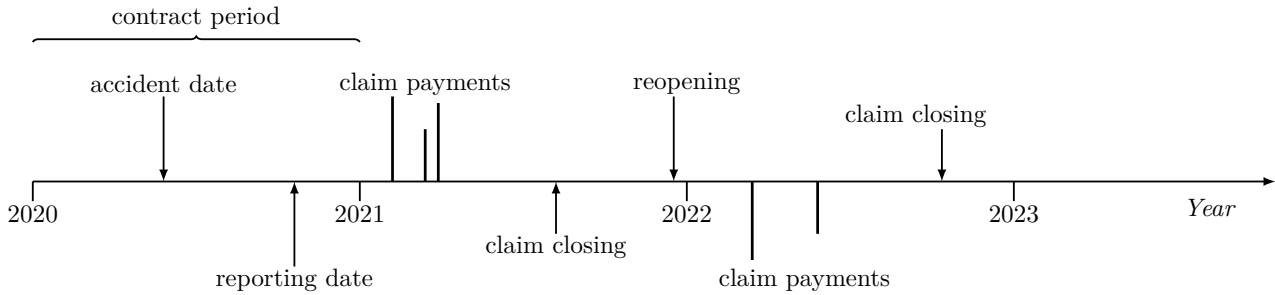 contract period
accident date
claim payments
reopening
claim closing
2020
2021
2022
2023
Year
claim closing
reporting date
claim payments